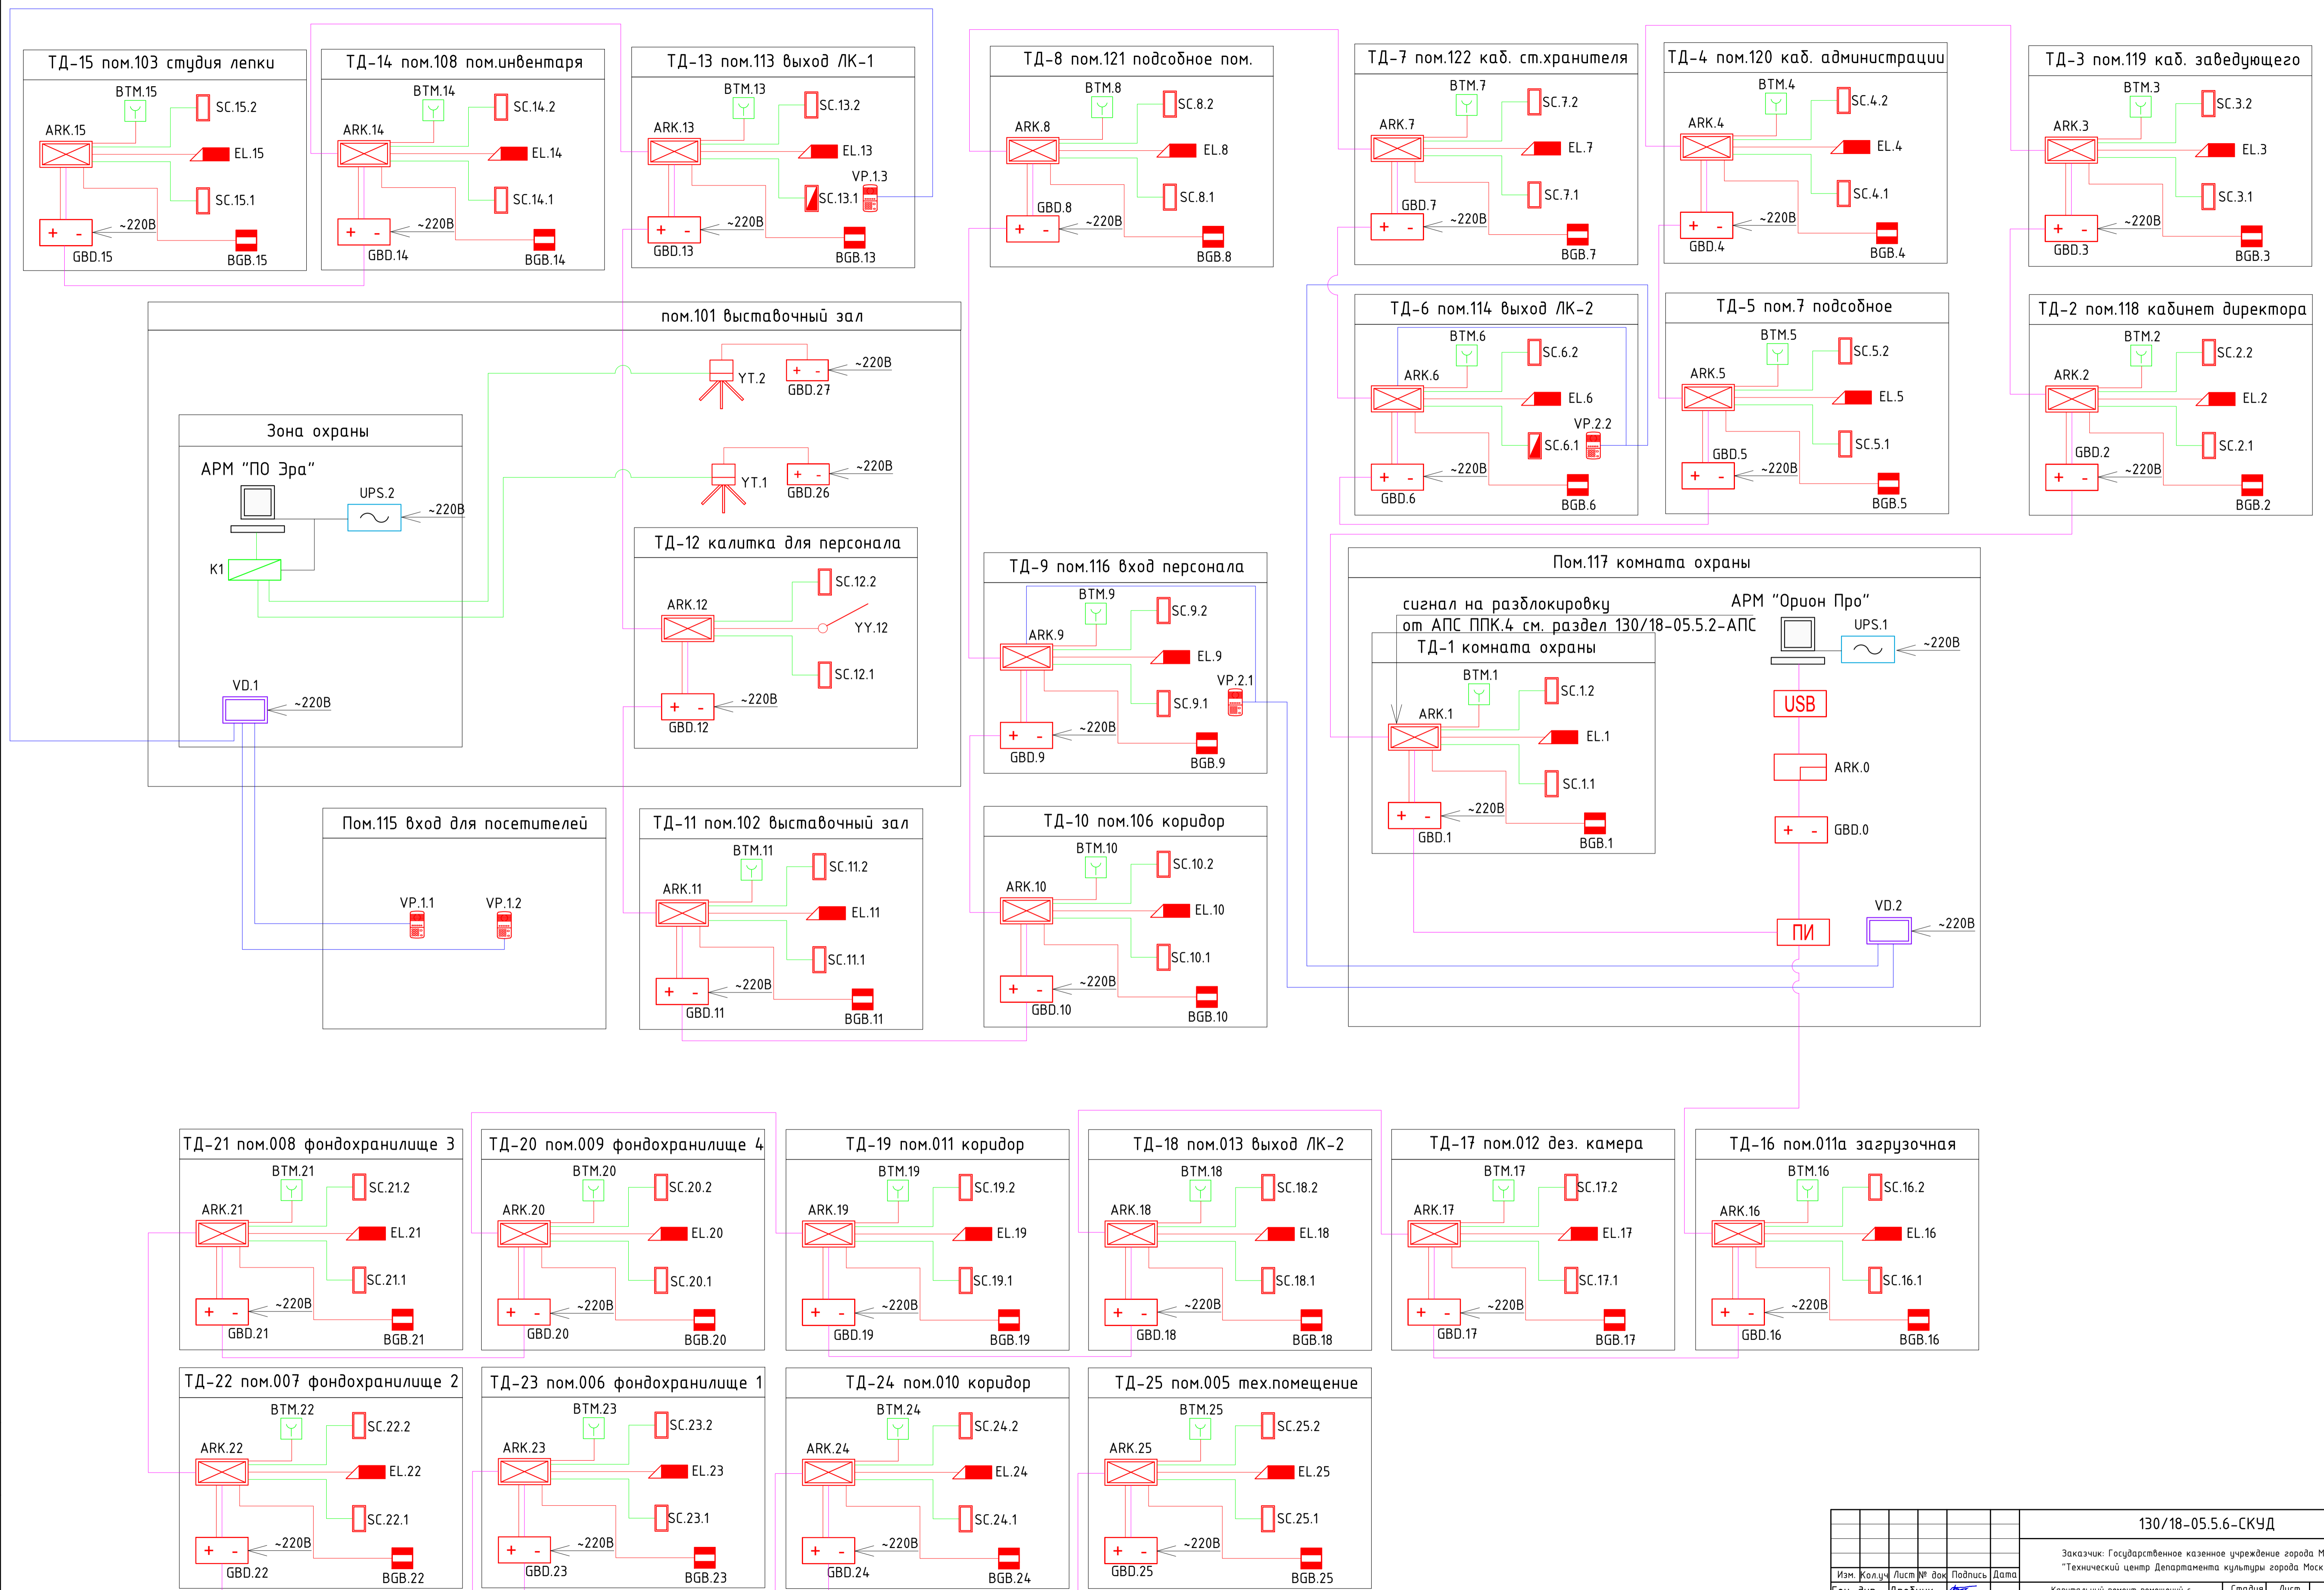 ТД-15 пом.103 студия лепки
BTM.15
SC.15.2
ARK.15
EL.15
SC.15.1
~220В
GBD.15
BGB.15
ТД-14 пом.108 пом.инвентаря
BTM.14
SC.14.2
ARK.14
EL.14
SC.14.1
~220В
GBD.14
BGB.14
ТД-13 пом.113 выход ЛК-1
BTM.13
SC.13.2
ARK.13
EL.13
VP.1.3
SC.13.1
~220В
GBD.13
BGB.13
ТД-8 пом.121 подсобное пом.
BTM.8
SC.8.2
ARK.8
EL.8
SC.8.1
GBD.8
~220В
BGB.8
ТД-7 пом.122 каб. ст.хранителя
BTM.7
SC.7.2
ARK.7
EL.7
SC.7.1
GBD.7
~220В
BGB.7
ТД-4 пом.120 каб. администрации
BTM.4
SC.4.2
ARK.4
EL.4
SC.4.1
~220В
GBD.4
BGB.4
ТД-3 пом.119 каб. заведующего
BTM.3
SC.3.2
ARK.3
EL.3
SC.3.1
~220В
GBD.3
BGB.3
пом.101 выставочный зал
YT.2
~220В
GBD.27
YT.1
~220В
GBD.26
Зона охраны
АРМ "ПО Эра"
UPS.2
~220В
K1
VD.1
~220В
ТД-12 калитка для персонала
SC.12.2
ARK.12
YY.12
SC.12.1
~220В
GBD.12
ТД-6 пом.114 выход ЛК-2
BTM.6
SC.6.2
ARK.6
EL.6
VP.2.2
SC.6.1
~220В
GBD.6
BGB.6
ТД-5 пом.7 подсобное
BTM.5
SC.5.2
ARK.5
EL.5
SC.5.1
GBD.5
~220В
BGB.5
ТД-2 пом.118 кабинет директора
BTM.2
SC.2.2
ARK.2
EL.2
SC.2.1
GBD.2
~220В
BGB.2
ТД-9 пом.116 вход персонала
BTM.9
SC.9.2
ARK.9
EL.9
VP.2.1
SC.9.1
~220В
GBD.9
BGB.9
Пом.117 комната охраны
сигнал на разблокировку
от АПС ППК.4 см. раздел 130/18-05.5.2-АПС
АРМ "Орион Про"
UPS.1
~220В
ТД-1 комната охраны
BTM.1
SC.1.2
ARK.1
EL.1
SC.1.1
~220В
GBD.1
BGB.1
USB
ARK.0
GBD.0
ПИ
VD.2
~220В
Пом.115 вход для посетителей
VP.1.1
VP.1.2
ТД-11 пом.102 выставочный зал
BTM.11
SC.11.2
ARK.11
EL.11
SC.11.1
~220В
GBD.11
BGB.11
ТД-10 пом.106 коридор
BTM.10
SC.10.2
ARK.10
EL.10
SC.10.1
~220В
GBD.10
BGB.10
ТД-21 пом.008 фондохранилище 3
BTM.21
SC.21.2
ARK.21
EL.21
SC.21.1
~220В
GBD.21
BGB.21
ТД-20 пом.009 фондохранилище 4
BTM.20
SC.20.2
ARK.20
EL.20
SC.20.1
~220В
GBD.20
BGB.20
ТД-19 пом.011 коридор
BTM.19
SC.19.2
ARK.19
EL.19
SC.19.1
~220В
GBD.19
BGB.19
ТД-18 пом.013 выход ЛК-2
BTM.18
SC.18.2
ARK.18
EL.18
SC.18.1
~220В
GBD.18
BGB.18
ТД-17 пом.012 дез. камера
BTM.17
SC.17.2
ARK.17
EL.17
SC.17.1
~220В
GBD.17
BGB.17
ТД-16 пом.011а загрузочная
BTM.16
SC.16.2
ARK.16
EL.16
SC.16.1
~220В
GBD.16
BGB.16
ТД-22 пом.007 фондохранилище 2
BTM.22
SC.22.2
ARK.22
EL.22
SC.22.1
~220В
GBD.22
BGB.22
ТД-23 пом.006 фондохранилище 1
BTM.23
SC.23.2
ARK.23
EL.23
SC.23.1
~220В
GBD.23
BGB.23
ТД-24 пом.010 коридор
BTM.24
SC.24.2
ARK.24
EL.24
SC.24.1
~220В
GBD.24
BGB.24
ТД-25 пом.005 тех.помещение
BTM.25
SC.25.2
ARK.25
EL.25
SC.25.1
~220В
GBD.25
BGB.25
130/18-05.5.6-СКУД
Заказчик: Государственное казенное учреждение города
"Технический центр Департамента культуры города
Изм. Кол.уч Лист № док Подпись Дата
Стадия Лист